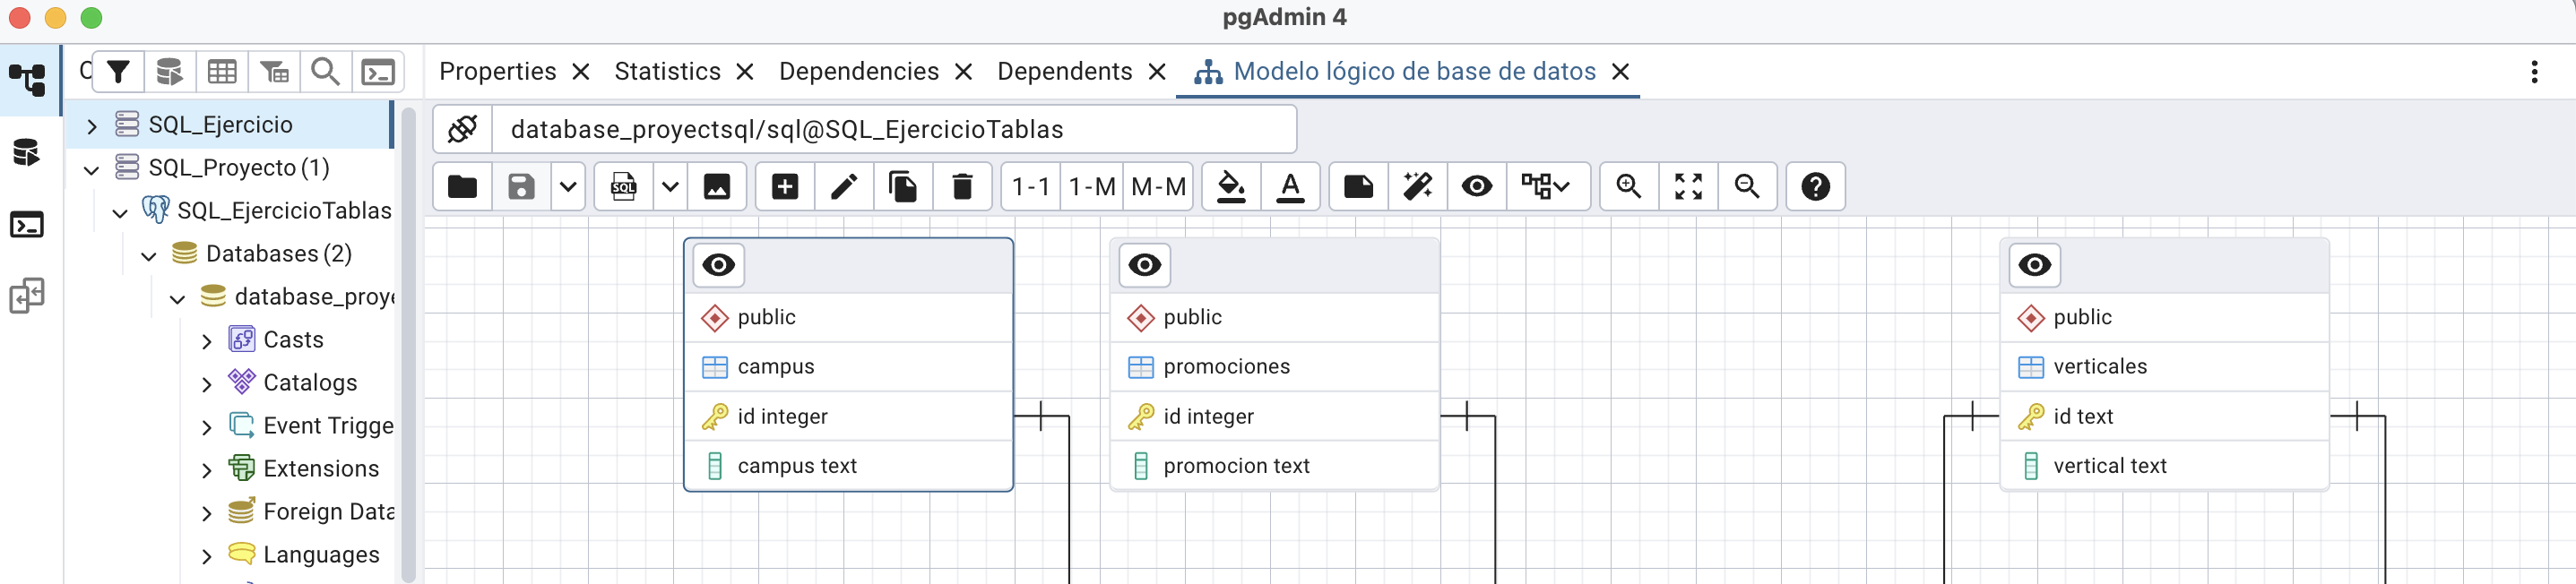 pgAdmin 4
Properties Statistics Dependencies Dependents Modelo lógico de base de datos
database_proyectsql/sql@SQL_EjercicioTablas
SQL
1-1 1-M M-M A
SQL_Ejercicio
SQL_Proyecto (1)
SQL_EjercicioTablas
Databases (2)
database_proye
Casts
Catalogs
Event Trigge
Extensions
Foreign Data
Languages
public
campus
id integer
campus text
public
promociones
id integer
promocion text
public
verticales
id text
vertical text